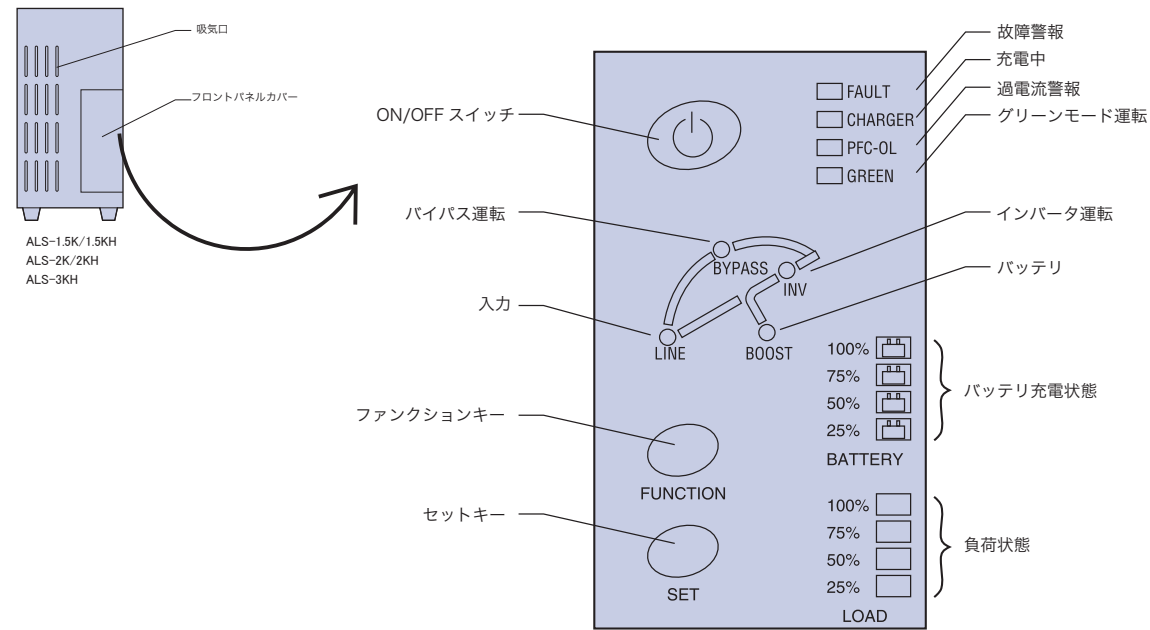 吸気口
フロントパネルカバー
ALS-1.5K/1.5KH
ALS-2K/2KH
ALS-3KH
ON/OFF スイッチ
バイパス運転
入力
ファンクションキー
セットキー
FAULT
CHARGER
PFC-OL
GREEN
BYPASS
INV
LINE
BOOST
100%
75%
50%
25%
BATTERY
FUNCTION
100%
75%
50%
25%
SET
LOAD
故障警報
充電中
過電流警報
グリーンモード運転
インバータ運転
バッテリ
バッテリ充電状態
負荷状態